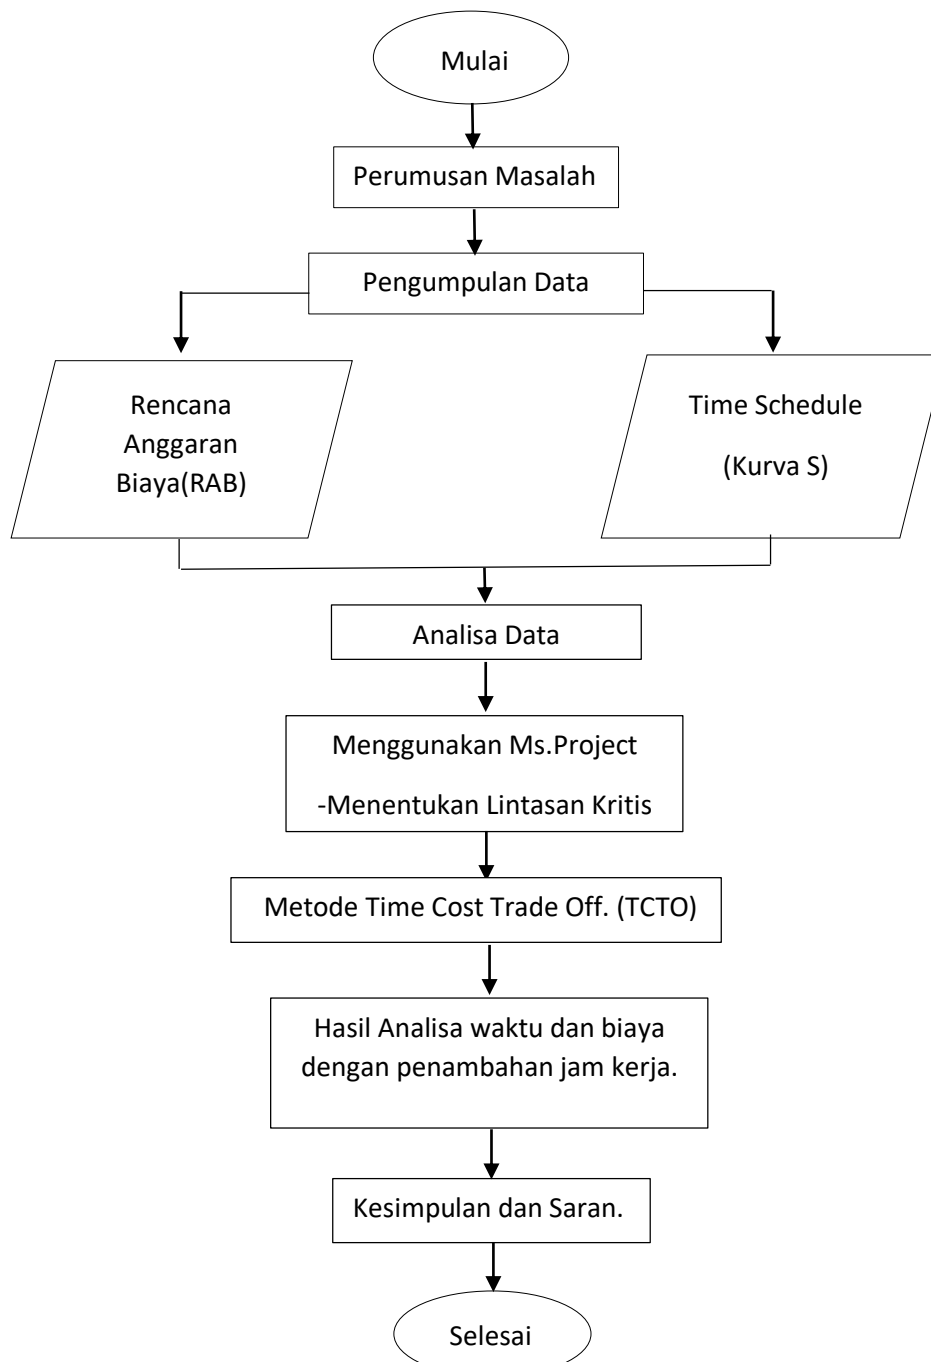 Mulai
Perumusan Masalah
Pengumpulan Data
Rencana
Anggaran
Biaya(RAB)
Time Schedule
(Kurva S)
Analisa Data
Menggunakan Ms.Project
-Menentukan Lintasan Kritis
Metode Time Cost Trade Off. (TCTO)
Hasil Analisa waktu dan biaya
dengan penambahan jam kerja.
Kesimpulan dan Saran.
Selesai